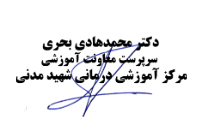 دکتر محمدهادی بحری
سرپرست معاونت آموزشی
مرکز آموزشی درمانی شهید مدنی